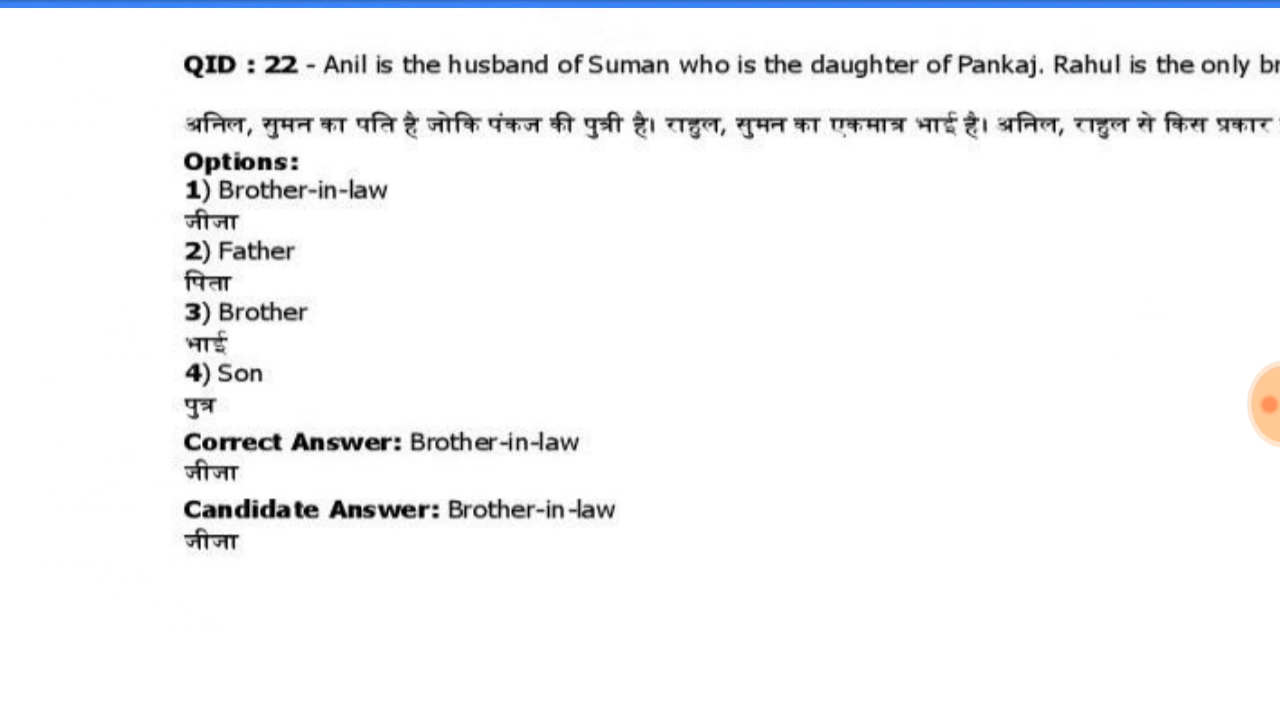 QID : 22 - Anil is the husband of Suman who is the daughter of Pankaj. Rahul is the only
अनिल, सुमन का पति है जोकि पंकज की पुत्री है। राहुल, सुमन का एकमात्र भाई है। अनिल, राहुल से किस प्रकार
Options:
1) Brother-in-law
जीजा
2) Father
पिता
3) Brother
भाई
4) Son
पुत्र
Correct Answer: Brother-in-law
जीजा
Candidate Answer: Brother-in-law
जीजा